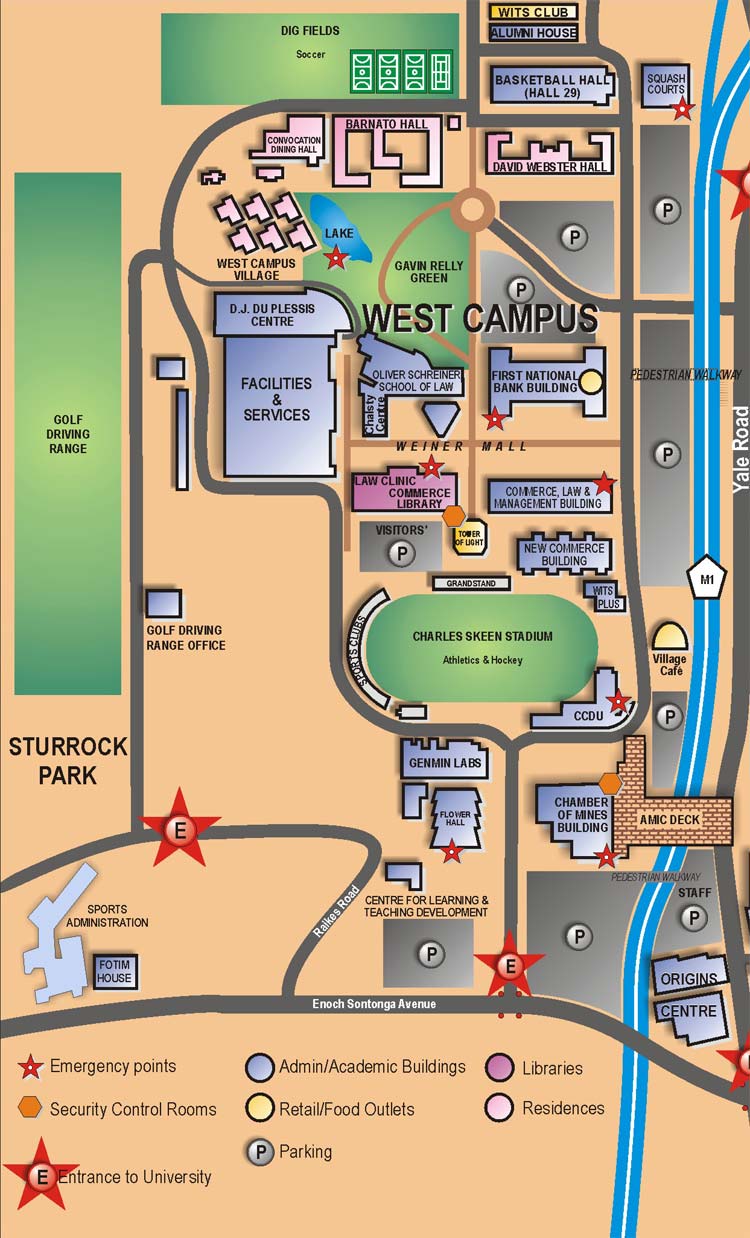 WITS CLUB
ALUMNI HOUSE
DIG FIELDS
Soccer
BASKETBALL HALL
(HALL 29)
SQUASH
COURTS
BARNATO HALL
CONVOCATION
DINING HALL
DAVID WEBSTER HALL
P
P
LAKE
WEST CAMPUS
VILLAGE
GAVIN RELLY
GREEN
P
D.J. DU PLESSIS
CENTRE
WEST CAMPUS
FACILITIES
&
SERVICES
OLIVER SCHREINER
SCHOOL OF LAW
Chalsty
Centre
FIRST NATIONAL
BANK BUILDING
PEDESTRIAN WALKWAY
Yale Road
GOLF
DRIVING
RANGE
WEINER MALL
P
LAW CLINIC
COMMERCE
LIBRARY
COMMERCE, LAW &
MANAGEMENT BUILDING
VISITORS'
P
TOWER
OF LIGHT
NEW COMMERCE
BUILDING
GRANDSTAND
WITS
PLUS
M1
GOLF DRIVING
RANGE OFFICE
SPORTS CLUBS
CHARLES SKEEN STADIUM
Athletics & Hockey
Village
Café
CCDU
P
STURROCK
PARK
GENMIN LABS
FLOWER
HALL
CHAMBER
OF MINES
BUILDING
AMIC DECK
E
PEDESTRIAN WALKWAY
STAFF
P
SPORTS
ADMINISTRATION
Raikes Road
CENTRE FOR LEARNING &
TEACHING DEVELOPMENT
P
P
E
FOTIM
HOUSE
ORIGINS
CENTRE
Enoch Sontonga Avenue
Emergency points
Admin/Academic Buildings
Libraries
Security Control Rooms
Retail/Food Outlets
Residences
P Parking
E Entrance to University